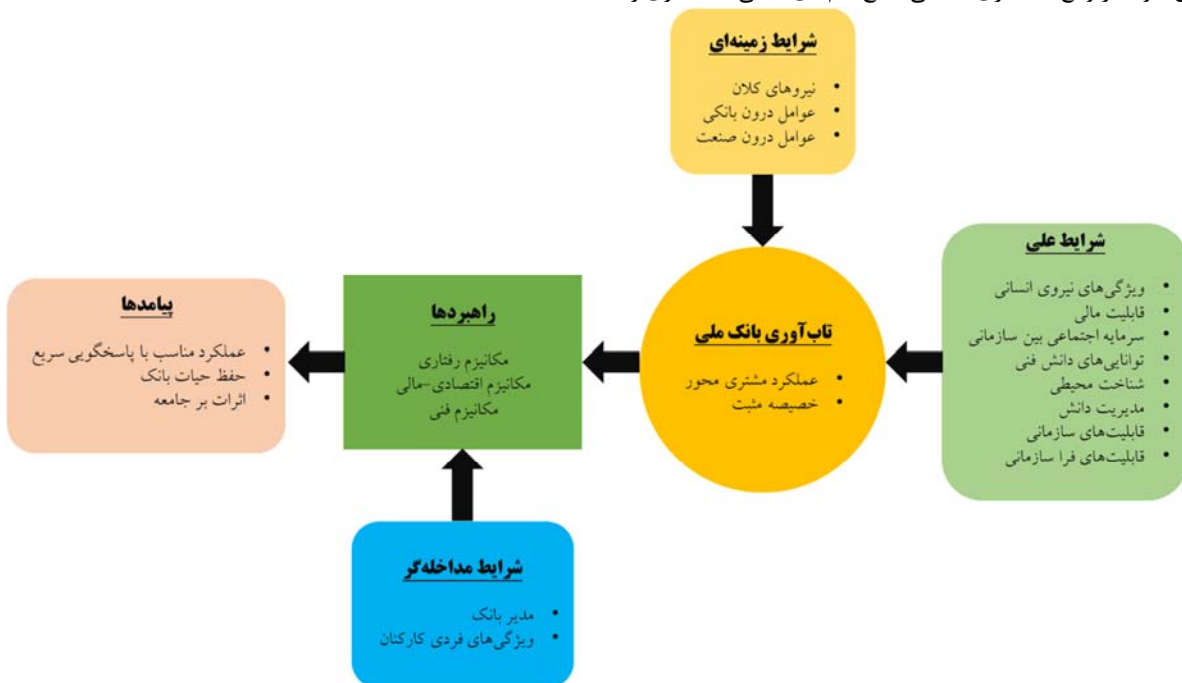 شرایط زمینه‌ای
نیروهای کلان
عوامل درون بانکی
عوامل درون صنعت
شرایط علی
ویژگی‌های نیروی انسانی
قابلیت مالی
سرمایه اجتماعی بین سازمانی
توانایی‌های دانش فنی
شناخت محیطی
مدیریت دانش
قابلیت‌های سازمانی
قابلیت‌های فرا سازمانی
تاب‌آوری بانک ملی
عملکرد مشتری محور
خصیصه مثبت
راهبردها
مکانیزم رفتاری
مکانیزم اقتصادی-مالی
مکانیزم فنی
پیامدها
عملکرد مناسب با پاسخگویی سریع
حفظ حیات بانک
اثرات بر جامعه
شرایط مداخله‌گر
مدیر بانک
ویژگی‌های فردی کارکنان